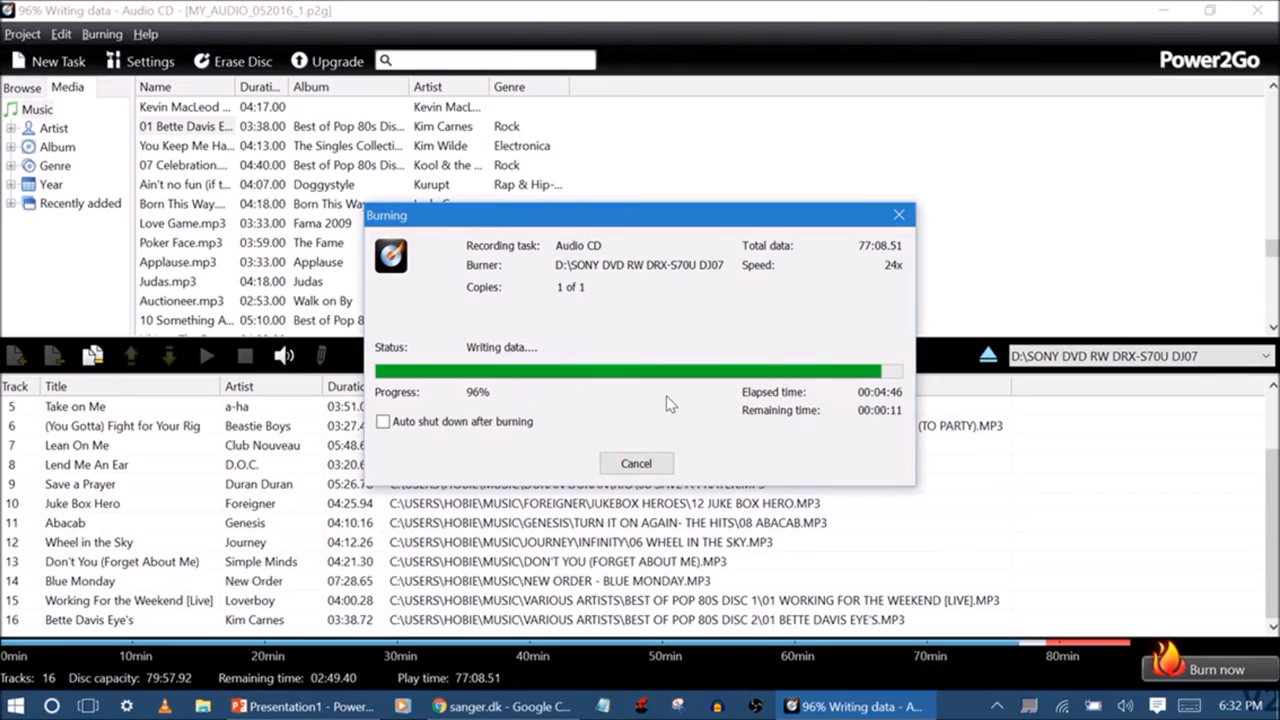 96% Writing data - Audio CD - [MY_AUDIO_052016_1.p2g]
Project Edit Burning Help
New Task Settings Erase Disc Upgrade Power2Go
Browse Media Name Durati... Album Artist Genre
Music Kevin MacLeod ... 04:17.00 Kevin MacL...
Artist 01 Bette Davis E... 03:38.00 Best of Pop 80s Dis... Kim Carnes Rock
Album You Keep Me Ha... 04:13.00 The Singles Collecti... Kim Wilde Electronica
Genre 07 Celebration.... 04:40.00 Best of Pop 80s Dis... Kool & the ... Rock
Year Ain't no fun (if t... 04:07.00 Doggystyle Kurupt Rap & Hip-...
Recently added Born This Way.... 04:18.00 Born This Way
Love Game.mp3 03:33.00 Fama 2009
Poker Face.mp3 03:59.00 The Fame
Applause.mp3 03:33.00 Applause
Judas.mp3 04:18.00 Judas
Auctioneer.mp3 02:53.00 Walk on By
10 Something A... 05:10.00 Best of Pop 80s
Burning
Recording task: Audio CD Total data: 77:08.51
Burner: D:\SONY DVD RW DRX-S70U DJ07 Speed: 24x
Copies: 1 of 1
Status: Writing data....
Progress: 96% Elapsed time: 00:04:46
Remaining time: 00:00:11
Auto shut down after burning
Cancel
D:\SONY DVD RW DRX-S70U DJ07
Track Title Artist Durati
5 Take on Me a-ha 03:51.0
6 (You Gotta) Fight for Your Rig Beastie Boys 03:27.4 (TO PARTY).MP3
7 Lean On Me Club Nouveau 05:48.6
8 Lend Me An Ear D.O.C. 03:20.6
9 Save a Prayer Duran Duran 05:26.7
10 Juke Box Hero Foreigner 04:25.94 C:\USERS\HOBIE\MUSIC\FOREIGNER\JUKEBOX HEROES\12 JUKE BOX HERO.MP3
11 Abacab Genesis 04:10.16 C:\USERS\HOBIE\MUSIC\GENESIS\TURN IT ON AGAIN- THE HITS\08 ABACAB.MP3
12 Wheel in the Sky Journey 04:12.26 C:\USERS\HOBIE\MUSIC\JOURNEY\INFINITY\06 WHEEL IN THE SKY.MP3
13 Don't You (Forget About Me) Simple Minds 04:21.30 C:\USERS\HOBIE\MUSIC\DON'T YOU (FORGET ABOUT ME).MP3
14 Blue Monday New Order 07:28.65 C:\USERS\HOBIE\MUSIC\NEW ORDER - BLUE MONDAY.MP3
15 Working For the Weekend [Live] Loverboy 04:00.28 C:\USERS\HOBIE\MUSIC\VARIOUS ARTISTS\BEST OF POP 80S DISC 1\01 WORKING FOR THE WEEKEND [LIVE].MP3
16 Bette Davis Eye's Kim Carnes 03:38.72 C:\USERS\HOBIE\MUSIC\VARIOUS ARTISTS\BEST OF POP 80S DISC 2\01 BETTE DAVIS EYE'S.MP3
0min 10min 20min 30min 40min 50min 60min 70min 80min
Tracks: 16 Disc capacity: 79:57.92 Remaining time: 02:49.40 Play time: 77:08.51 Burn now
Presentation1 - Power... sanger.dk - Google C... 96% Writing data - A... 6:32 PM